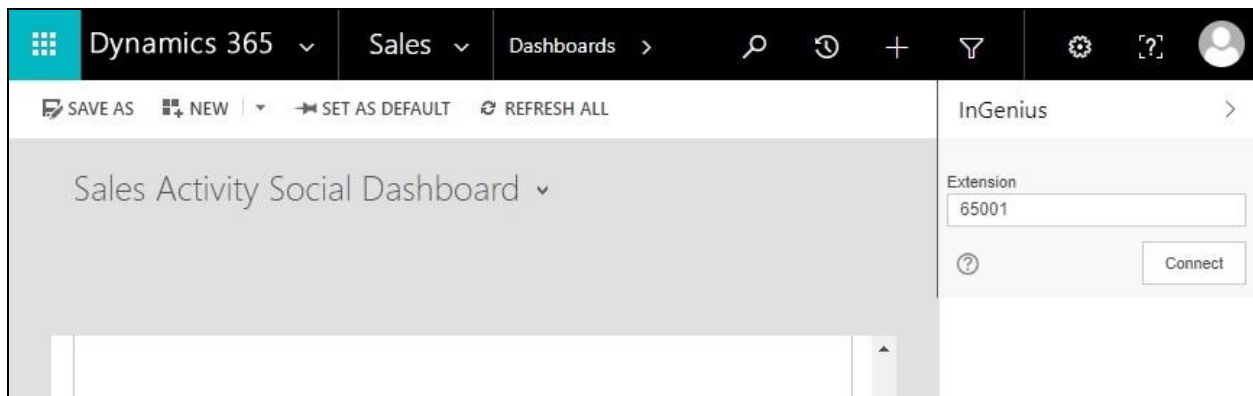 Dynamics 365 Sales Dashboards >
SAVE AS NEW SET AS DEFAULT REFRESH ALL
InGenius >
Sales Activity Social Dashboard
Extension
65001
Connect